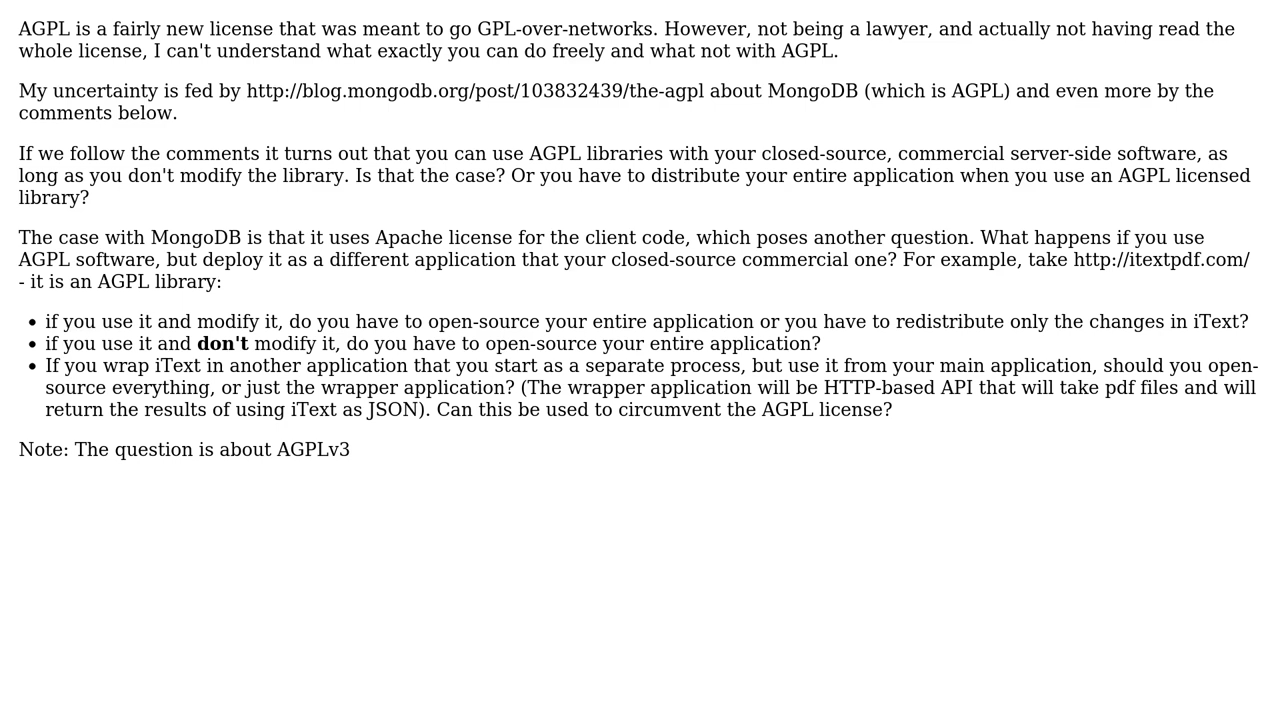 AGPL is a fairly new license that was meant to go GPL-over-networks. However, not being a lawyer, and actually not having read the
whole license, I can't understand what exactly you can do freely and what not with AGPL.
My uncertainty is fed by http://blog.mongodb.org/post/103832439/the-agpl about MongoDB (which is AGPL) and even more by the
comments below.
If we follow the comments it turns out that you can use AGPL libraries with your closed-source, commercial server-side software, as
long as you don't modify the library. Is that the case? Or you have to distribute your entire application when you use an AGPL licensed
library?
The case with MongoDB is that it uses Apache license for the client code, which poses another question. What happens if you use
AGPL software, but deploy it as a different application that your closed-source commercial one? For example, take http://itextpdf.com/
- it is an AGPL library:
• if you use it and modify it, do you have to open-source your entire application or you have to redistribute only the changes in iText?
• if you use it and don't modify it, do you have to open-source your entire application?
• If you wrap iText in another application that you start as a separate process, but use it from your main application, should you open-
source everything, or just the wrapper application? (The wrapper application will be HTTP-based API that will take pdf files and will
return the results of using iText as JSON). Can this be used to circumvent the AGPL license?
Note: The question is about AGPLv3